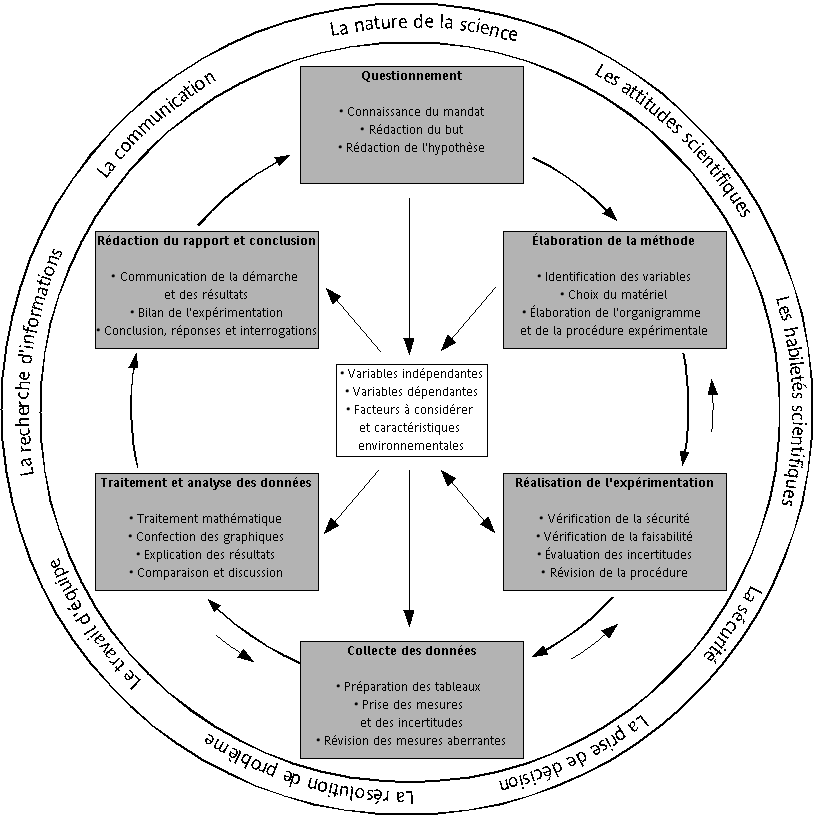 La nature de la science
Les attitudes scientifiques
Les habiletés scientifiques
La sécurité
La prise de décision
La résolution de problème
Le travail d'équipe
La recherche d'informations
La communication
Questionnement
• Connaissance du mandat
• Rédaction du but
• Rédaction de l'hypothèse
Élaboration de la méthode
• Identification des variables
• Choix du matériel
• Élaboration de l'organigramme
et de la procédure expérimentale
Réalisation de l'expérimentation
• Vérification de la sécurité
• Vérification de la faisabilité
• Évaluation des incertitudes
• Révision de la procédure
Collecte des données
• Préparation des tableaux
• Prise des mesures
et des incertitudes
• Révision des mesures aberrantes
Traitement et analyse des données
• Traitement mathématique
• Confection des graphiques
• Explication des résultats
• Comparaison et discussion
Rédaction du rapport et conclusion
• Communication de la démarche
et des résultats
• Bilan de l'expérimentation
• Conclusion, réponses et interrogations
• Variables indépendantes
• Variables dépendantes
• Facteurs à considérer
et caractéristiques
environnementales